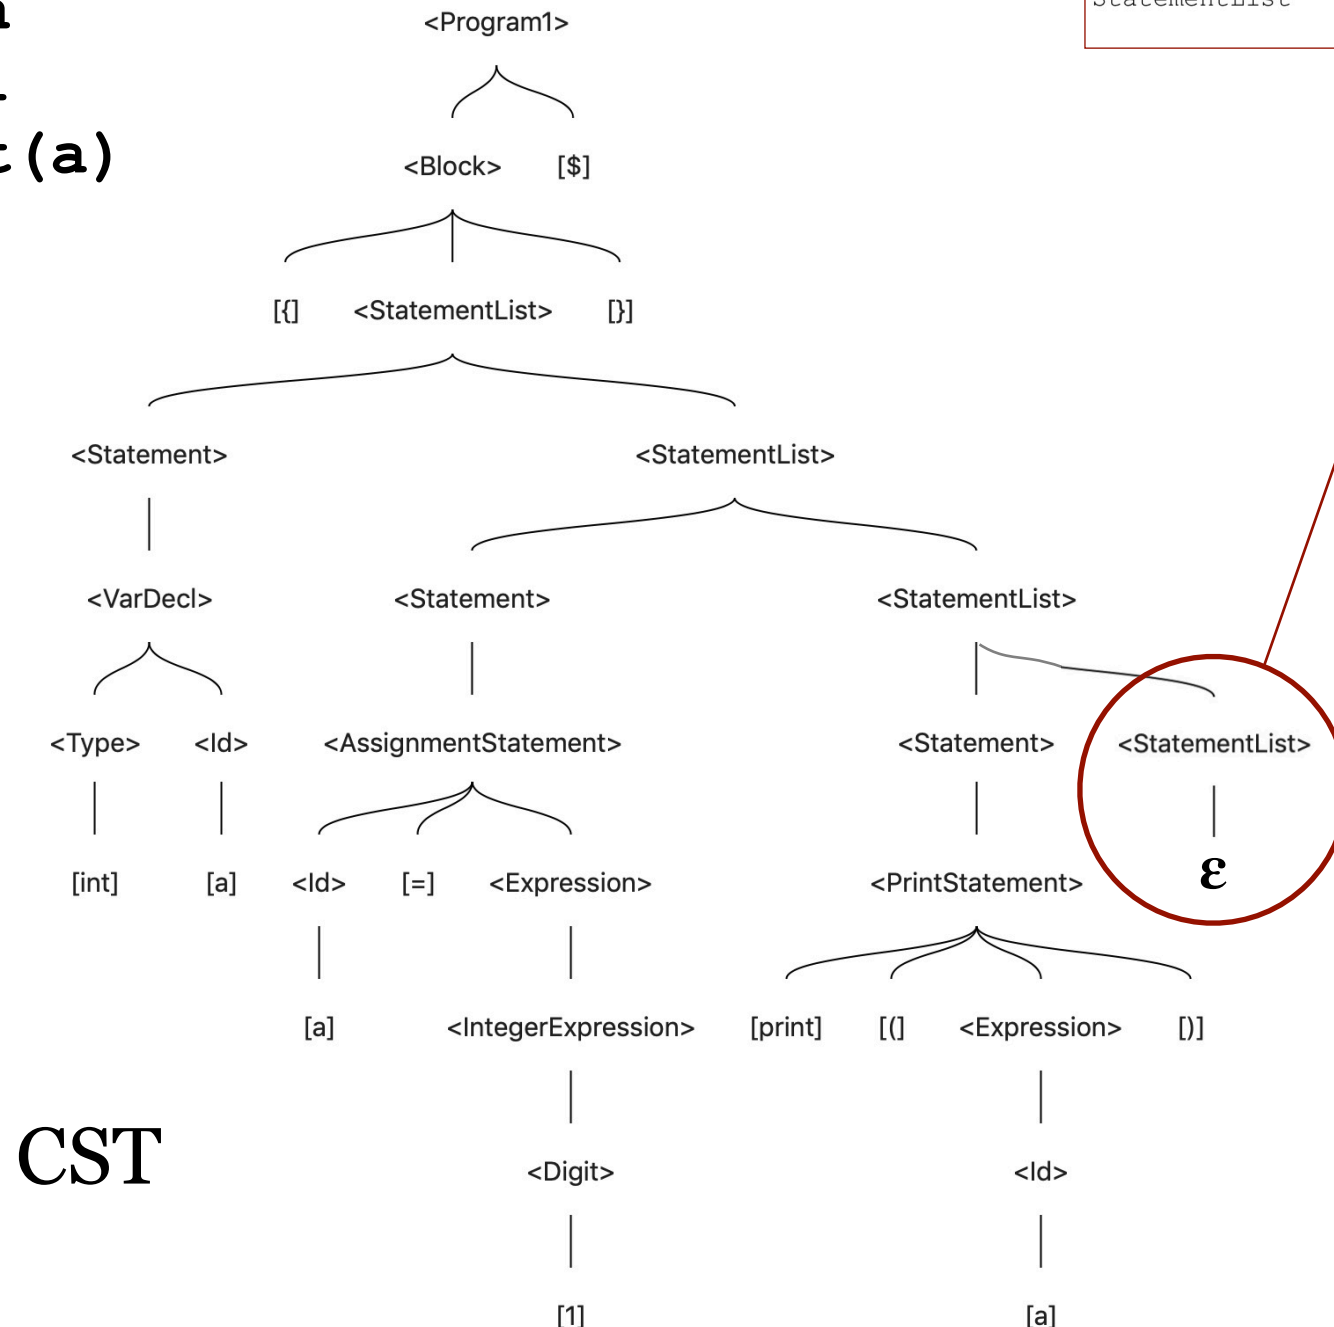 <Program1>
StatementList
t(a)
<Block> [$]
[{] <StatementList> [}]
<Statement> <StatementList>
<VarDecl> <Statement> <StatementList>
<Type> <Id> <AssignmentStatement> <Statement> <StatementList>
[int] [a] <Id> [=] <Expression> <PrintStatement> ε
[a] <IntegerExpression> [print] [(] <Expression> [)]
CST
<Digit> <Id>
[1] [a]